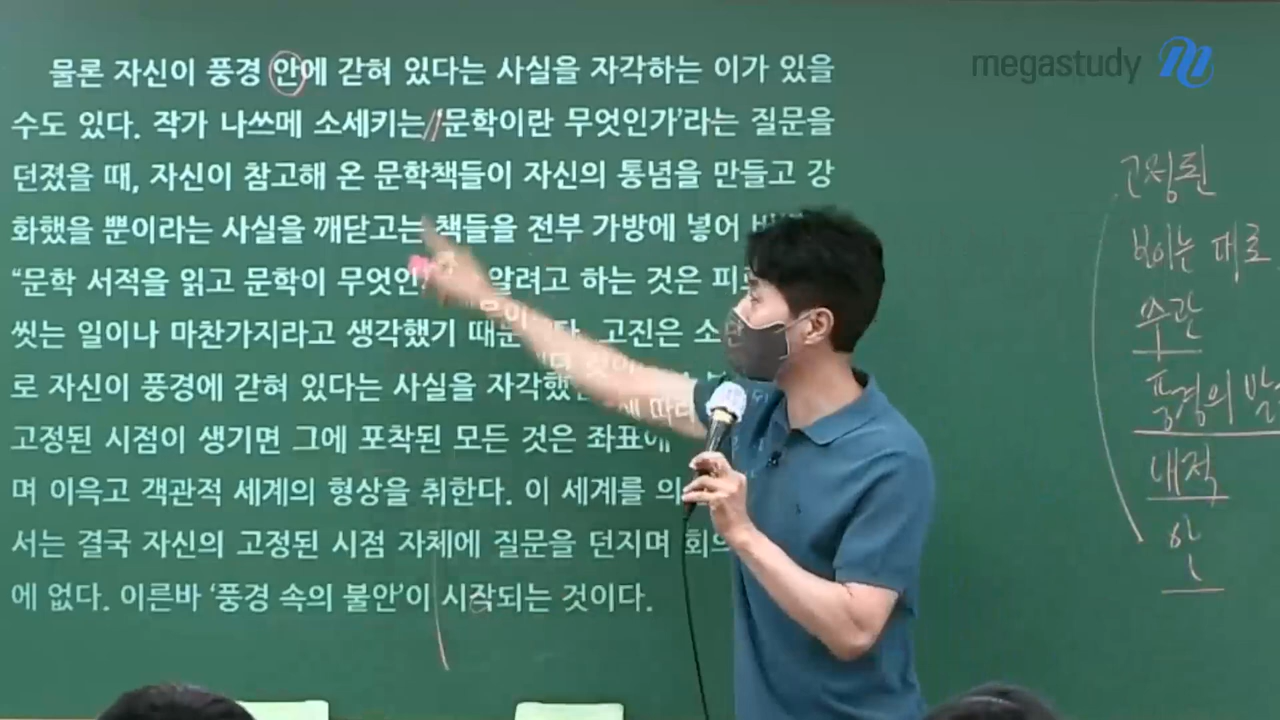 megastudy
물론 자신이 풍경 안에 갇혀 있다는 사실을 자각하는 이가 있을
수도 있다. 작가 나쓰메 소세키는 '문학이란 무엇인가'라는 질문을
던졌을 때, 자신이 참고해 온 문학책들이 자신의 통념을 만들고 강
화했을 뿐이라는 사실을 깨닫고는 책들을 전부 가방에 넣어
“문학 서적을 읽고 문학이 무엇인 알려고 하는 것은
씻는 일이나 마찬가지라고 생각했기 고진은
로 자신이 풍경에 갇혀 있다는 사실을
고정된 시점이 생기면 그에 포착된 모든 것은 좌표에
며 이윽고 객관적 세계의 형상을 취한다. 이 세계를
서는 결국 자신의 고정된 시점 자체에 질문을 던지며
에 없다. 이른바 ‘풍경 속의 불안’이 시작되는 것이다.
고정된
보이는 대로
주관
풍경의
내적
안